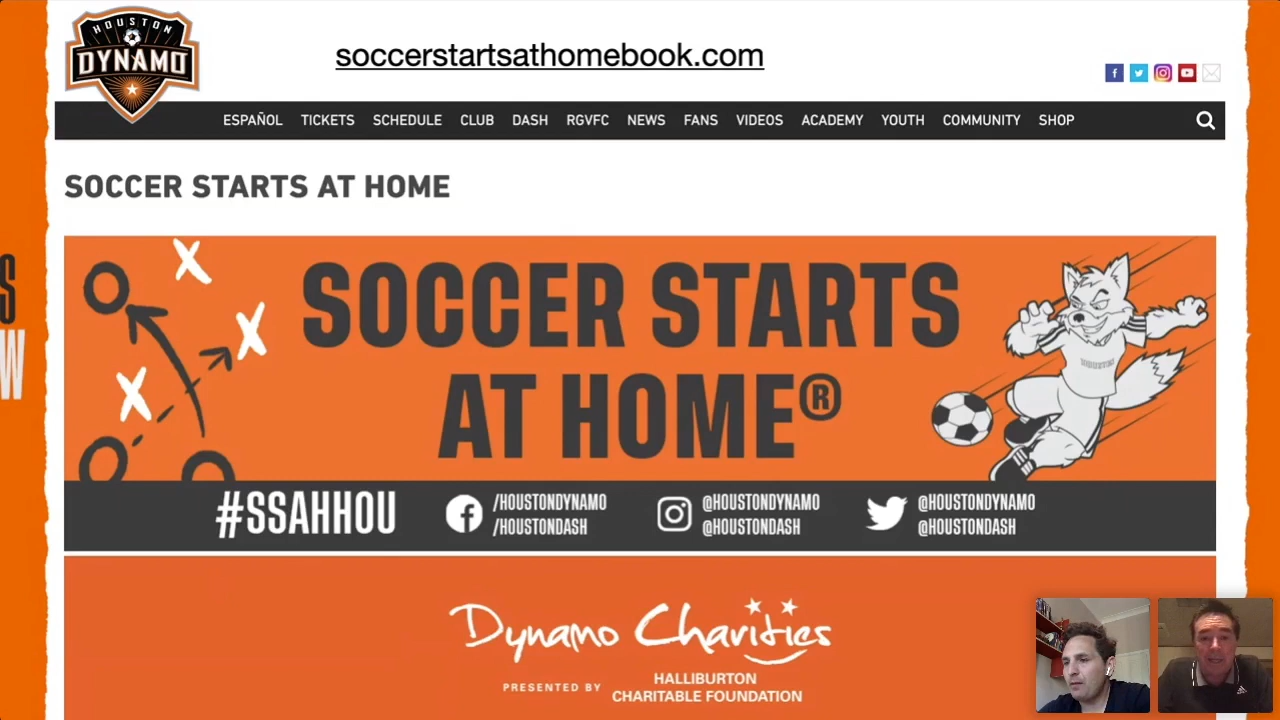 HOUSTON
DYNAMO
soccerstartsathomebook.com
ESPAÑOL TICKETS SCHEDULE CLUB DASH RGVFC NEWS FANS VIDEOS ACADEMY YOUTH COMMUNITY SHOP
SOCCER STARTS AT HOME
S
W
SOCCER STARTS
AT HOME®
HOUSTON
#SSAHHOU
/HOUSTONDYNAMO
/HOUSTONDASH
@HOUSTONDYNAMO
@HOUSTONDASH
@HOUSTONDYNAMO
@HOUSTONDASH
Dynamo Charities
PRESENTED BY
HALLIBURTON
CHARITABLE FOUNDATION